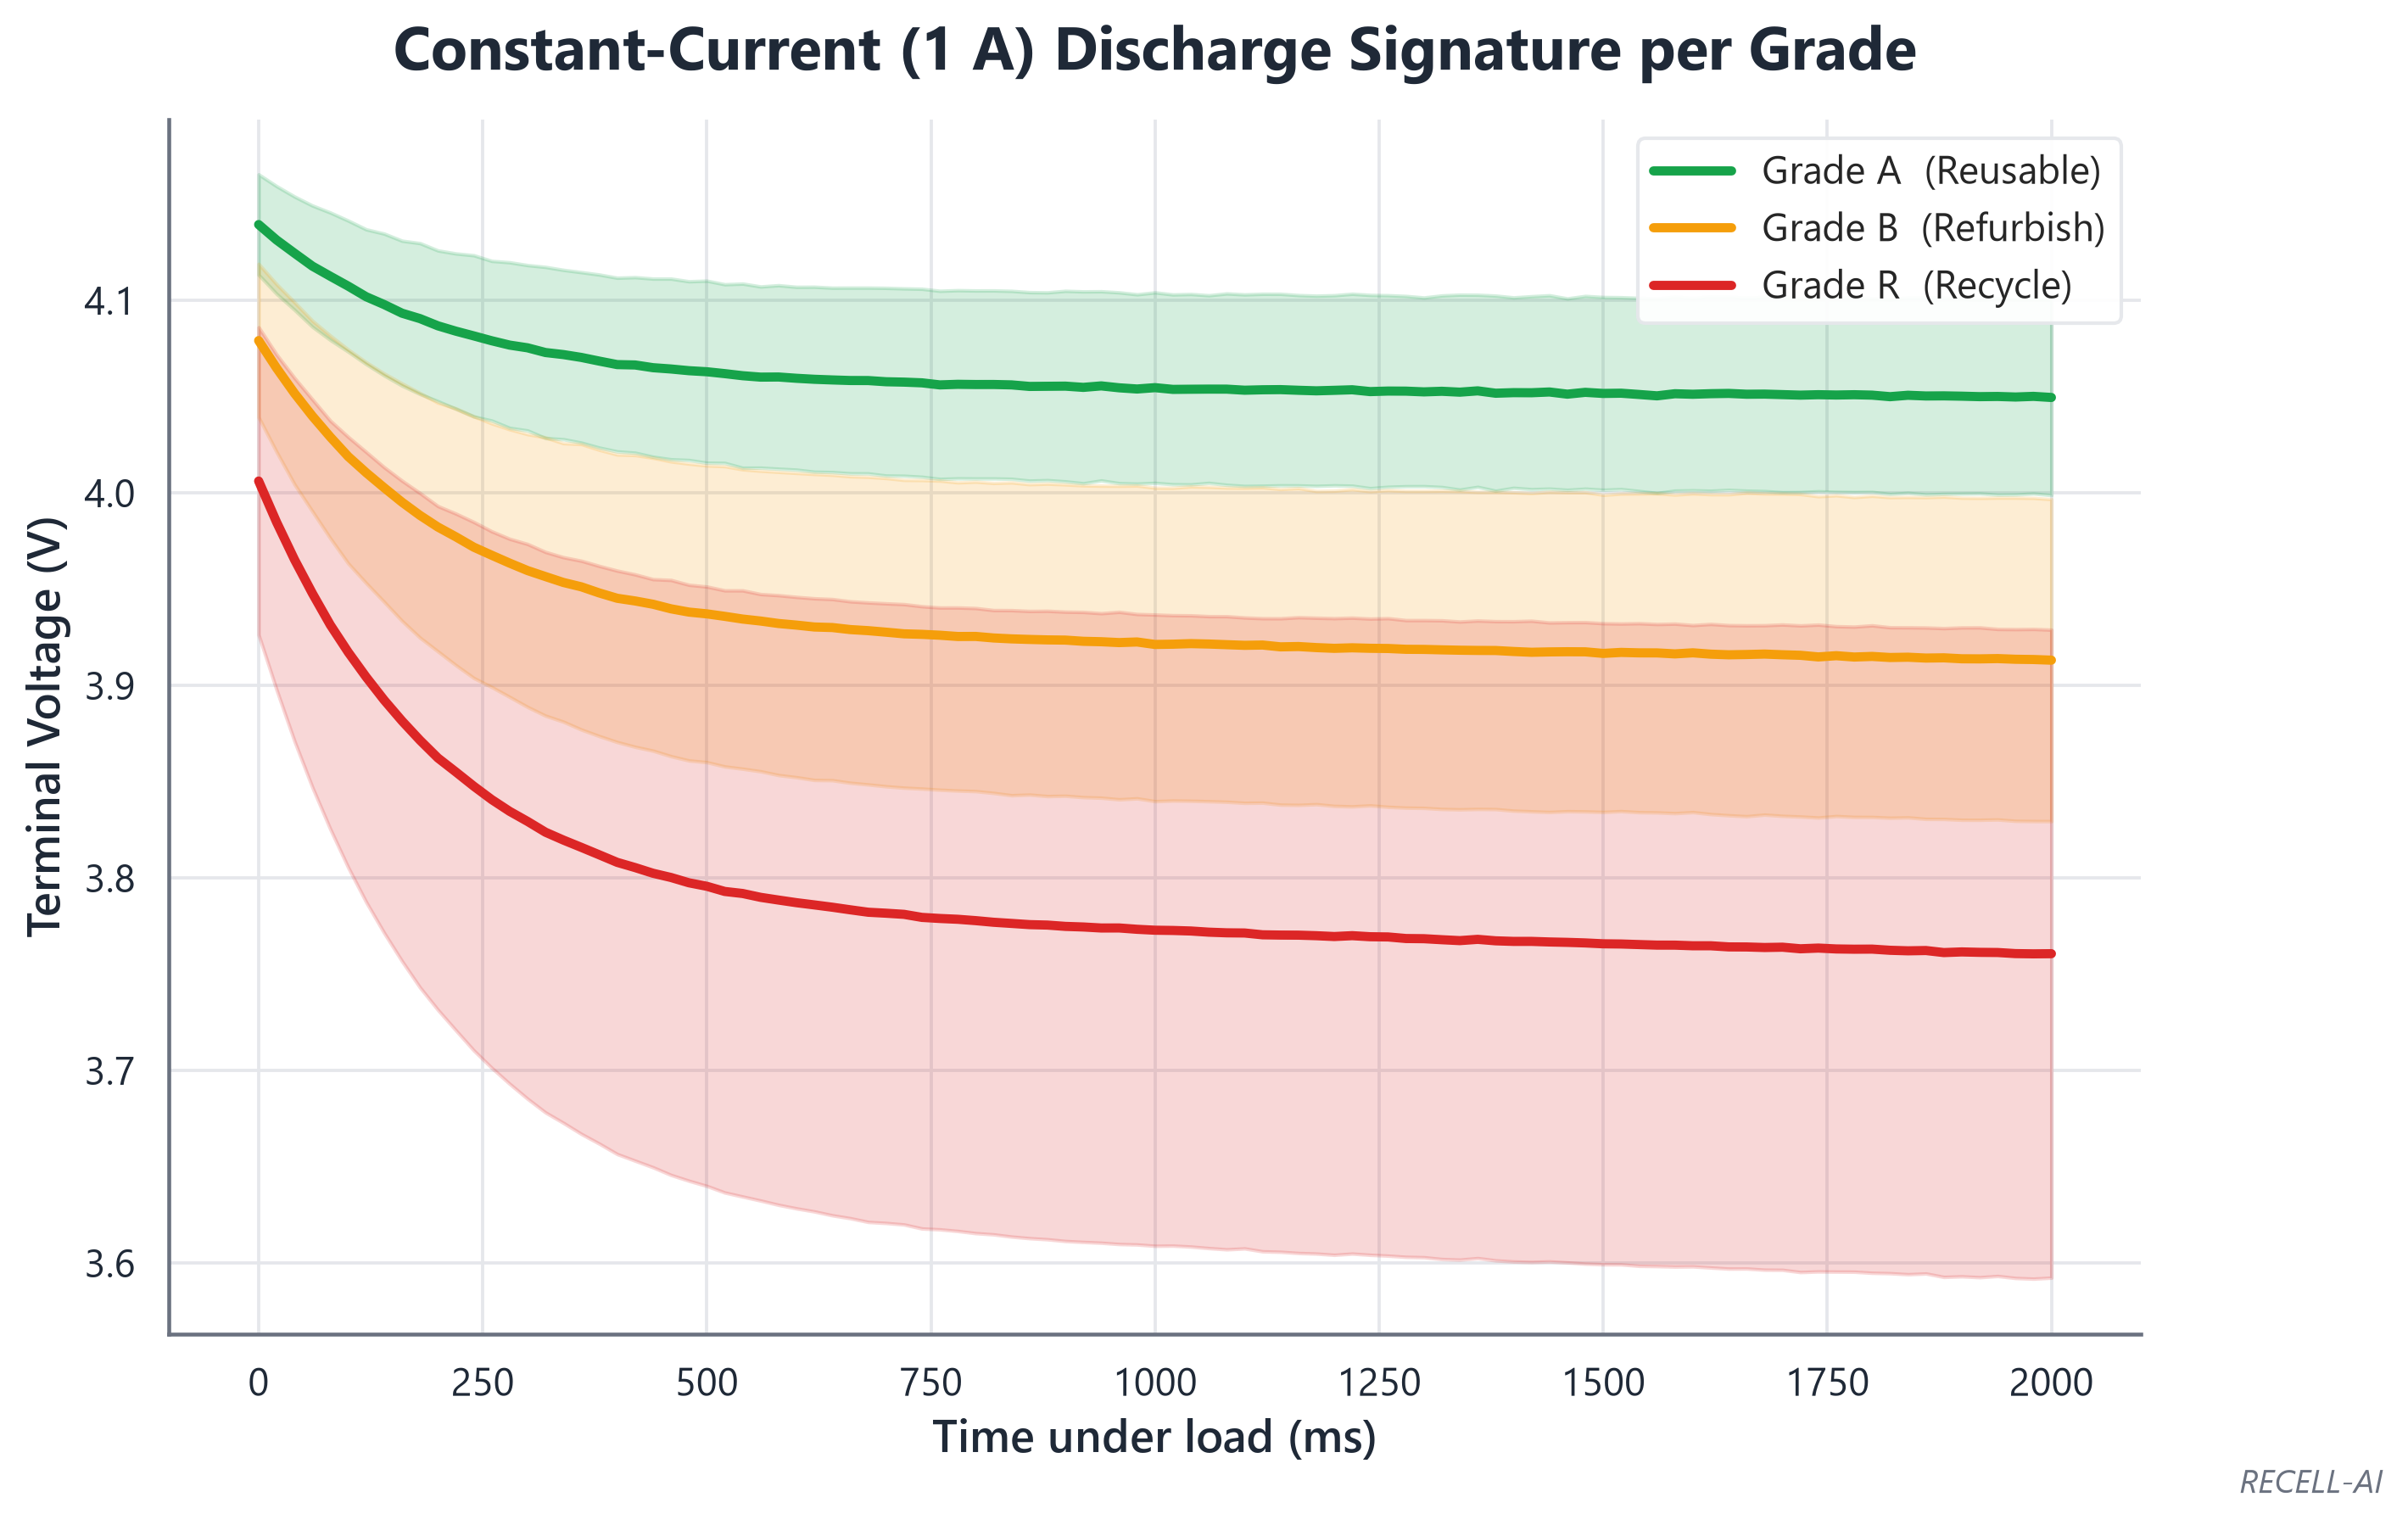 Constant-Current (1 A) Discharge Signature per Grade
Grade A (Reusable)
Grade B (Refurbish)
Grade R (Recycle)
Terminal Voltage (V)
4.1
4.0
3.9
3.8
3.7
3.6
0 250 500 750 1000 1250 1500 1750 2000
Time under load (ms)
RECELL-AI